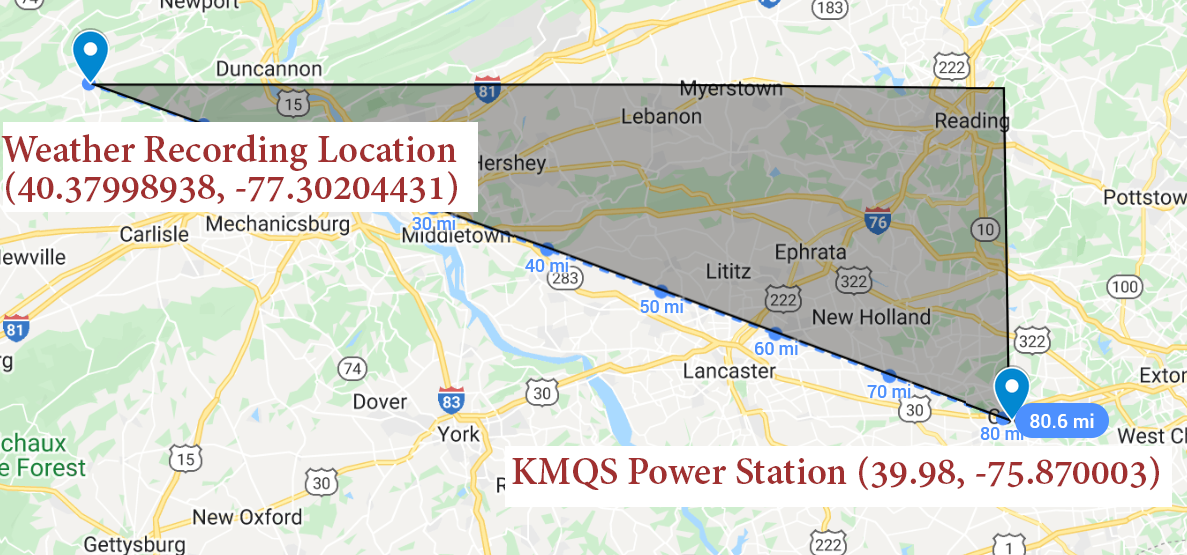 74
Newport
183
Duncannon
222
81
15
Myerstown
Lebanon
Reading
Weather Recording Location
(40.37998938, -77.30204431)
Hershey
Pottstow
Mechanicsburg
30 mi
76
10
Carlisle
Middletown
ewville
40 mi
283
Lititz
Ephrata
322
222
100
50 mi
New Holland
81
60 mi
322
rg
74
Lancaster
Exton
Dover
83
30
70 mi
30
C
80.6 mi
80 mi
York
West C
chaux
e Forest
15
30
R
KMQS Power Station (39.98, -75.870003)
New Oxford
Gettysburg
222
1